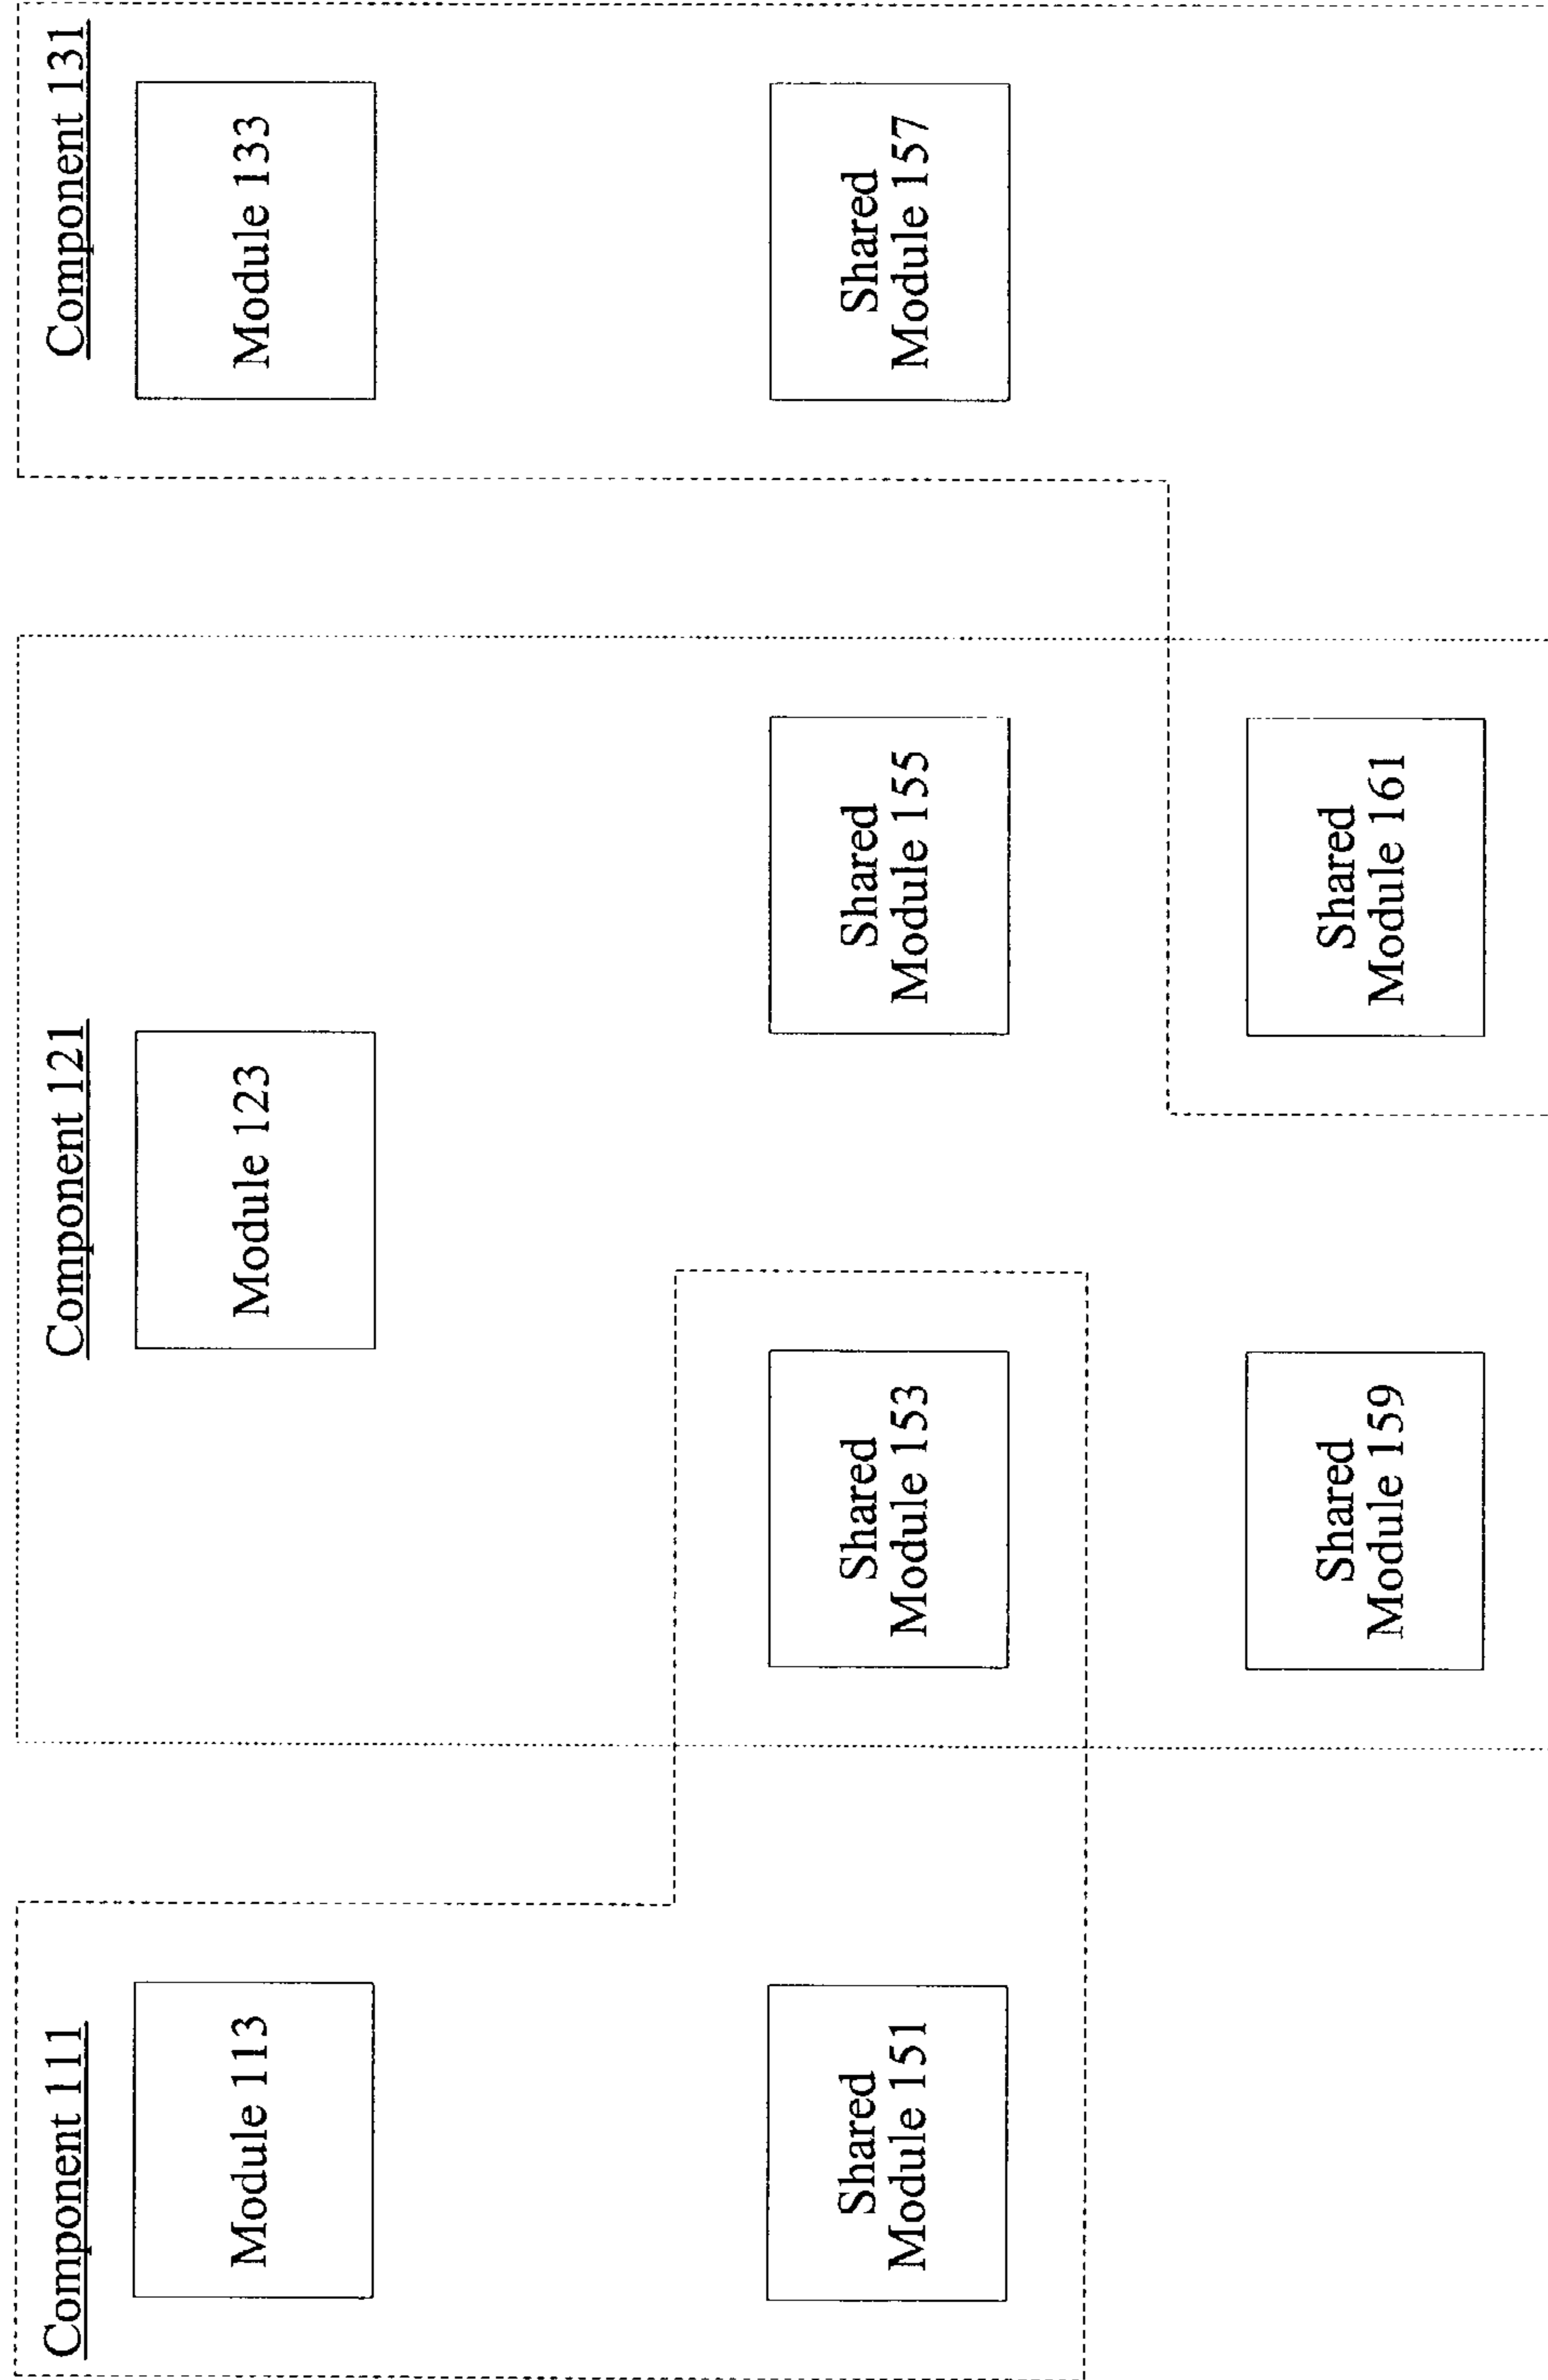 Component 111
Component 121
Component 131
Module 113
Module 123
Module 133
Shared
Module 151
Shared
Module 153
Shared
Module 155
Shared
Module 157
Shared
Module 159
Shared
Module 161